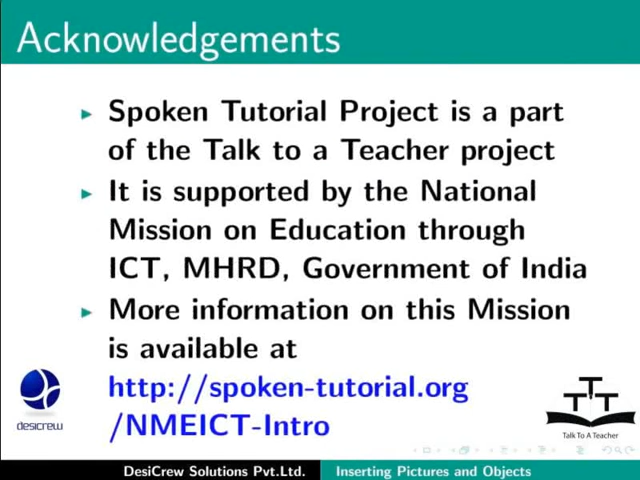 Acknowledgements
Spoken Tutorial Project is a part
of the Talk to a Teacher project
It is supported by the National
Mission on Education through
ICT, MHRD, Government of India
More information on this Mission
is available at
http://spoken-tutorial.org
/NMEICT-Intro
desicrew
T T T
Talk To A Teacher
DesiCrew Solutions Pvt.Ltd. Inserting Pictures and Objects